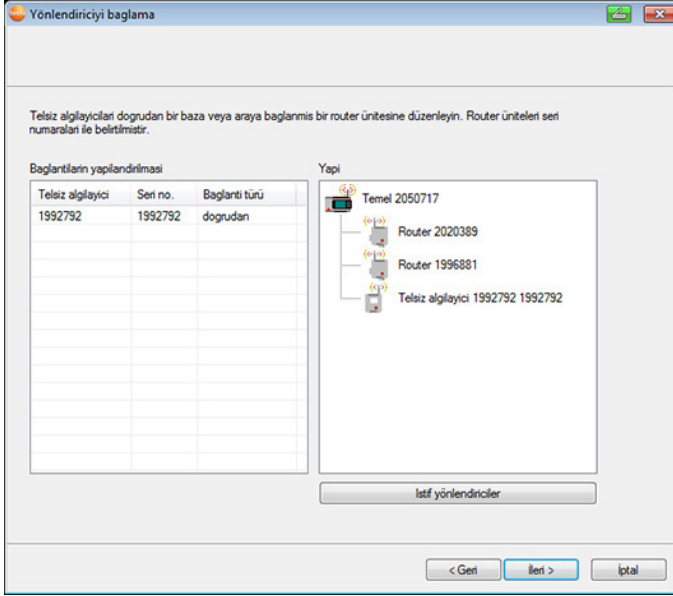 Yönlendiriciyi baglama
Telsiz algilayicilari dogrudan bir baza veya araya baglanmis bir router ünitesine düzenleyin. Router üniteleri seri
numaralari ile belirtilmistir.
Baglantilarin yapilandirilmasi
Telsiz algilayici Seri no. Baglanti türü
1992792 1992792 dogrudan
Yapi
Temel 2050717
Router 2020389
Router 1996881
Telsiz algilayici 1992792 1992792
Istif yönlendiriciler
< Geri İleri > İptal